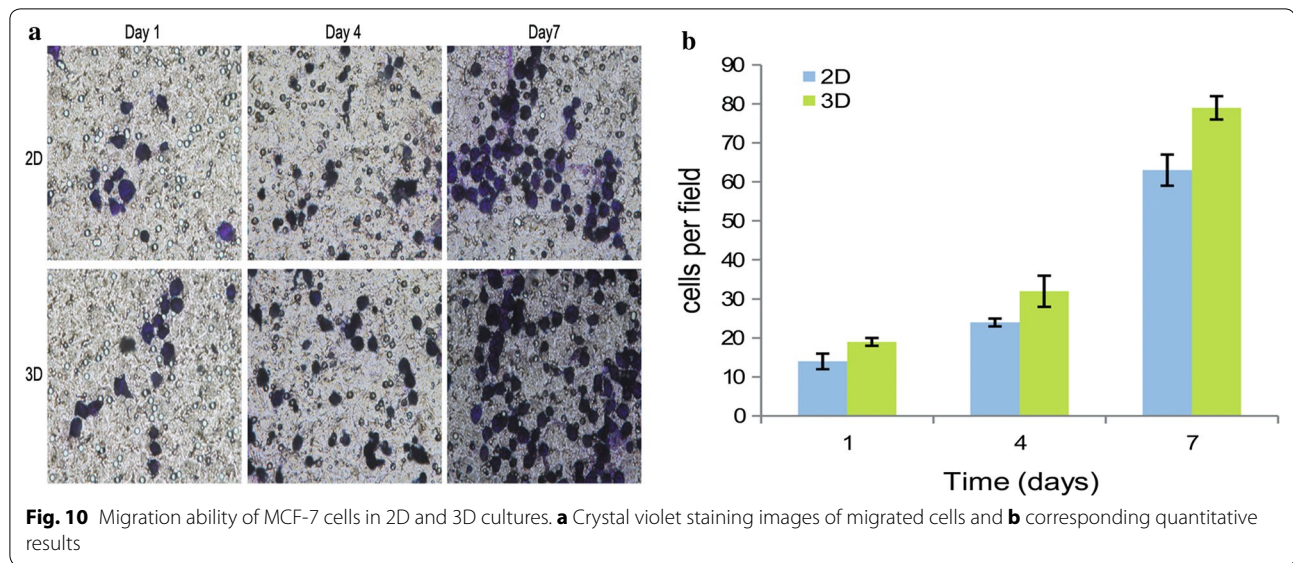 a
Day 1 Day 4 Day7
2D
3D
b
2D
3D
90
80
70
60
50
40
30
20
10
0
cells per field
1 4 7
Time (days)
Fig. 10 Migration ability of MCF-7 cells in 2D and 3D cultures. a Crystal violet staining images of migrated cells and b corresponding quantitative
results